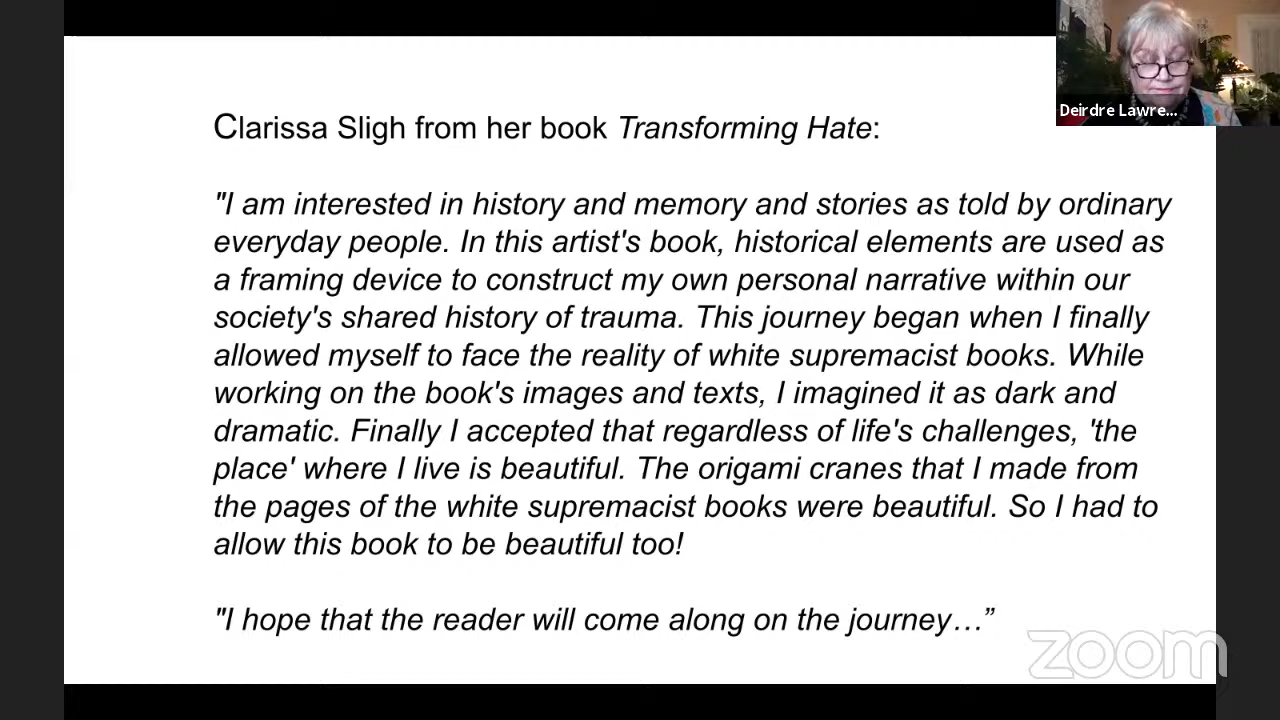 Deirdre Lawre...
Clarissa Sligh from her book Transforming Hate:
"I am interested in history and memory and stories as told by ordinary
everyday people. In this artist's book, historical elements are used as
a framing device to construct my own personal narrative within our
society's shared history of trauma. This journey began when I finally
allowed myself to face the reality of white supremacist books. While
working on the book's images and texts, I imagined it as dark and
dramatic. Finally I accepted that regardless of life's challenges, 'the
place' where I live is beautiful. The origami cranes that I made from
the pages of the white supremacist books were beautiful. So I had to
allow this book to be beautiful too!
"I hope that the reader will come along on the journey…”
zoom